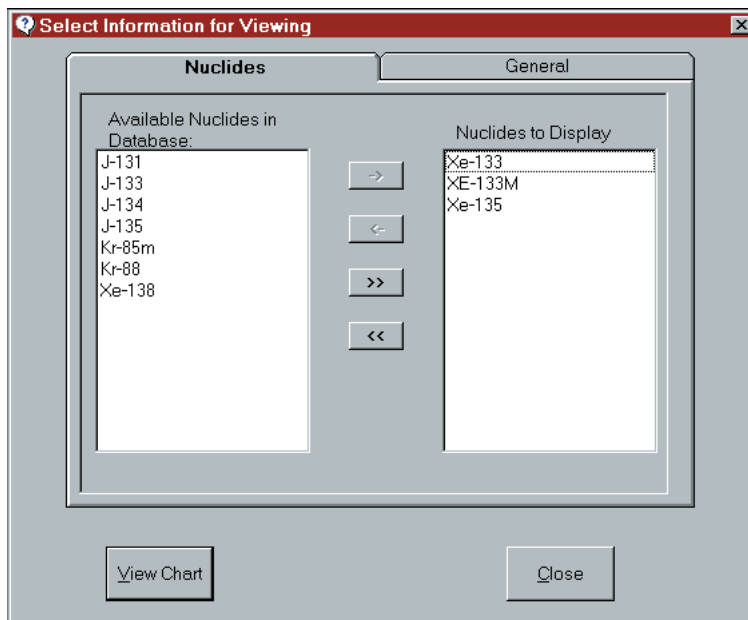 Select Information for Viewing
Nuclides
General
Available Nuclides in
Database:
J-131
J-133
J-134
J-135
Kr-85m
Kr-88
Xe-138
->
<-
>>
<<
Nuclides to Display
Xe-133
XE-133M
Xe-135
View Chart
Close